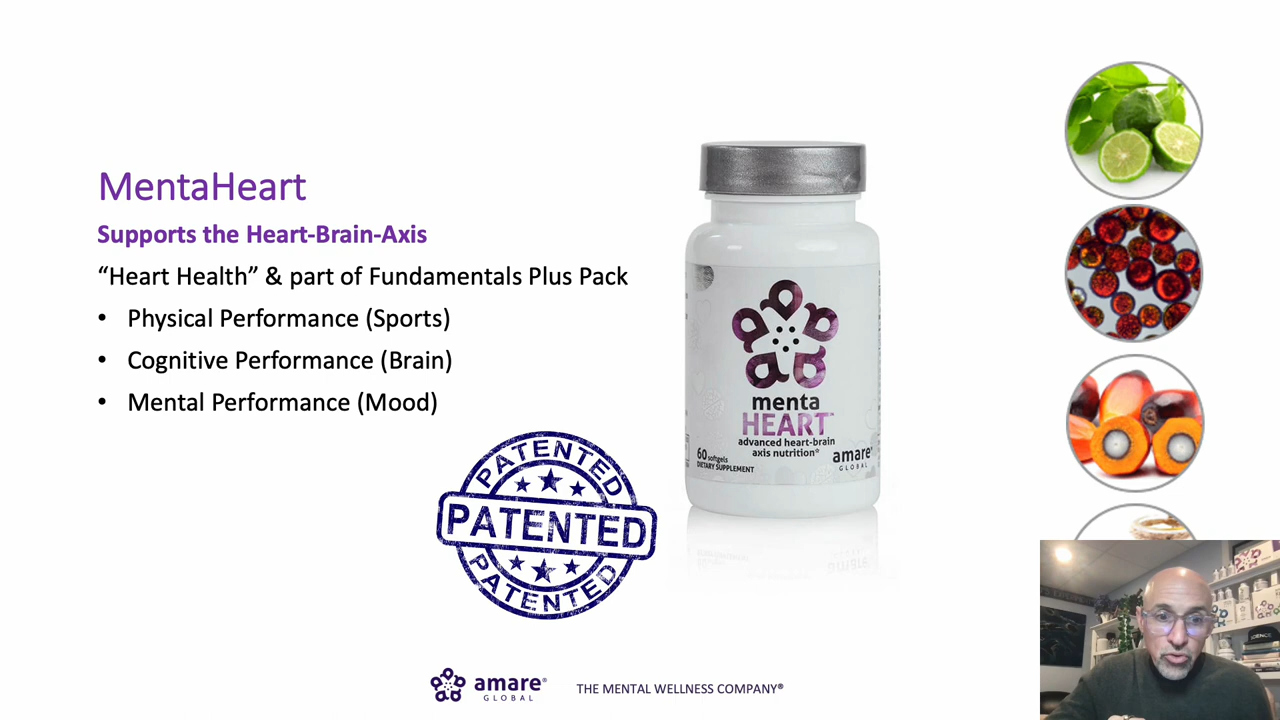 MentaHeart
Supports the Heart-Brain-Axis
“Heart Health” & part of Fundamentals Plus Pack
• Physical Performance (Sports)
• Cognitive Performance (Brain)
• Mental Performance (Mood)
PATENTED
PATENTED
PATENTED
menta
HEART™
advanced heart-brain
axis nutrition*
60 softgels
DIETARY SUPPLEMENT
amare®
GLOBAL
amare®
GLOBAL
THE MENTAL WELLNESS COMPANY®
SCIENCE